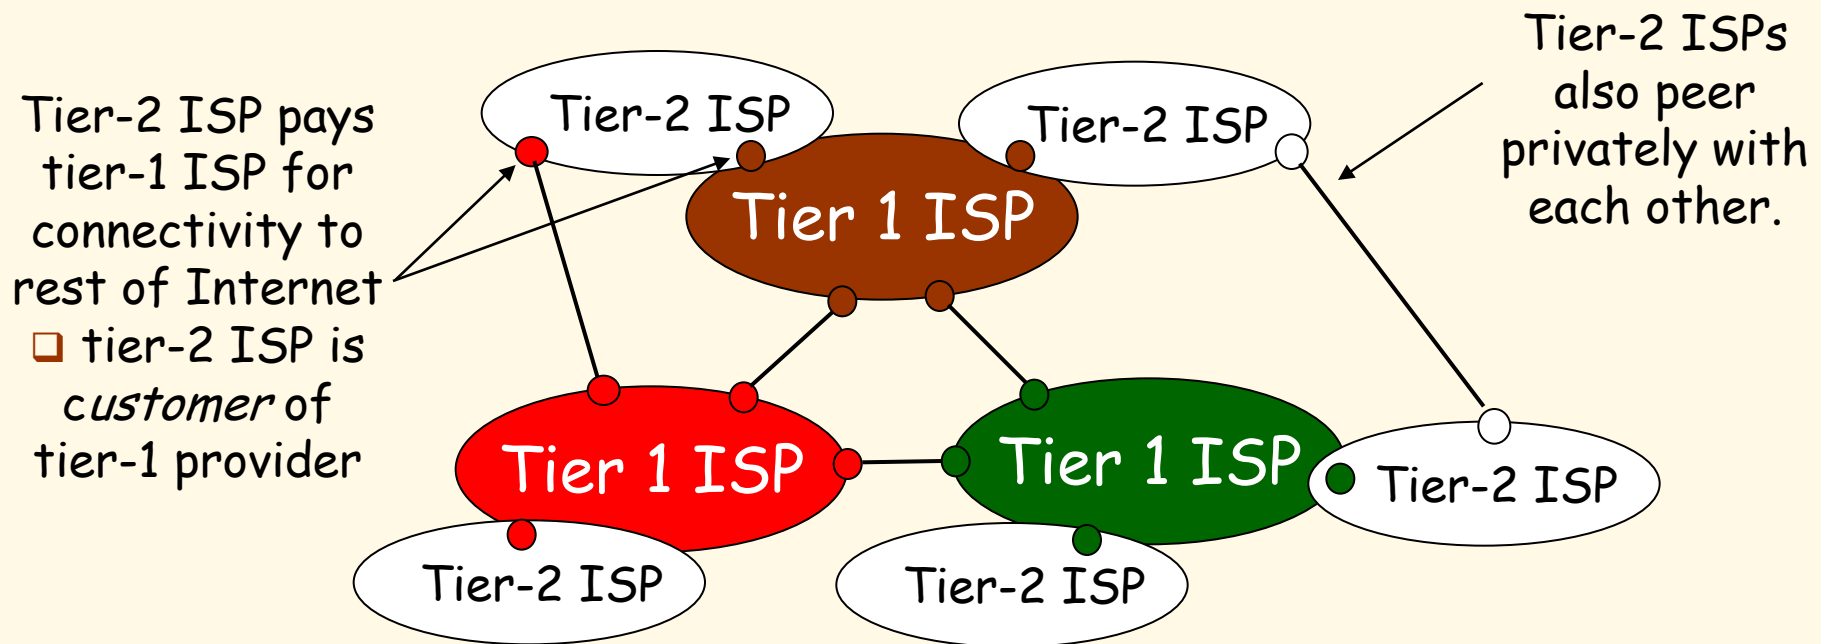 Tier-2 ISP pays
tier-1 ISP for
connectivity to
rest of Internet
❑ tier-2 ISP is
customer of
tier-1 provider
Tier-2 ISP
Tier-2 ISP
Tier-2 ISPs
also peer
privately with
each other.
Tier 1 ISP
Tier 1 ISP
Tier 1 ISP
Tier-2 ISP
Tier-2 ISP
Tier-2 ISP